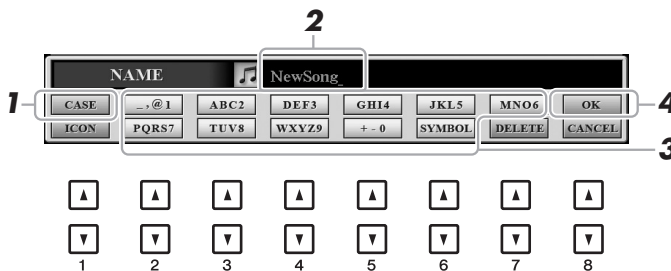 2
NAME NewSong_
1 CASE _,@1 ABC2 DEF3 GHI4 JKL5 MNO6 OK 4
ICON PQRS7 TUV8 WXYZ9 + - 0 SYMBOL DELETE CANCEL
3
1 2 3 4 5 6 7 8